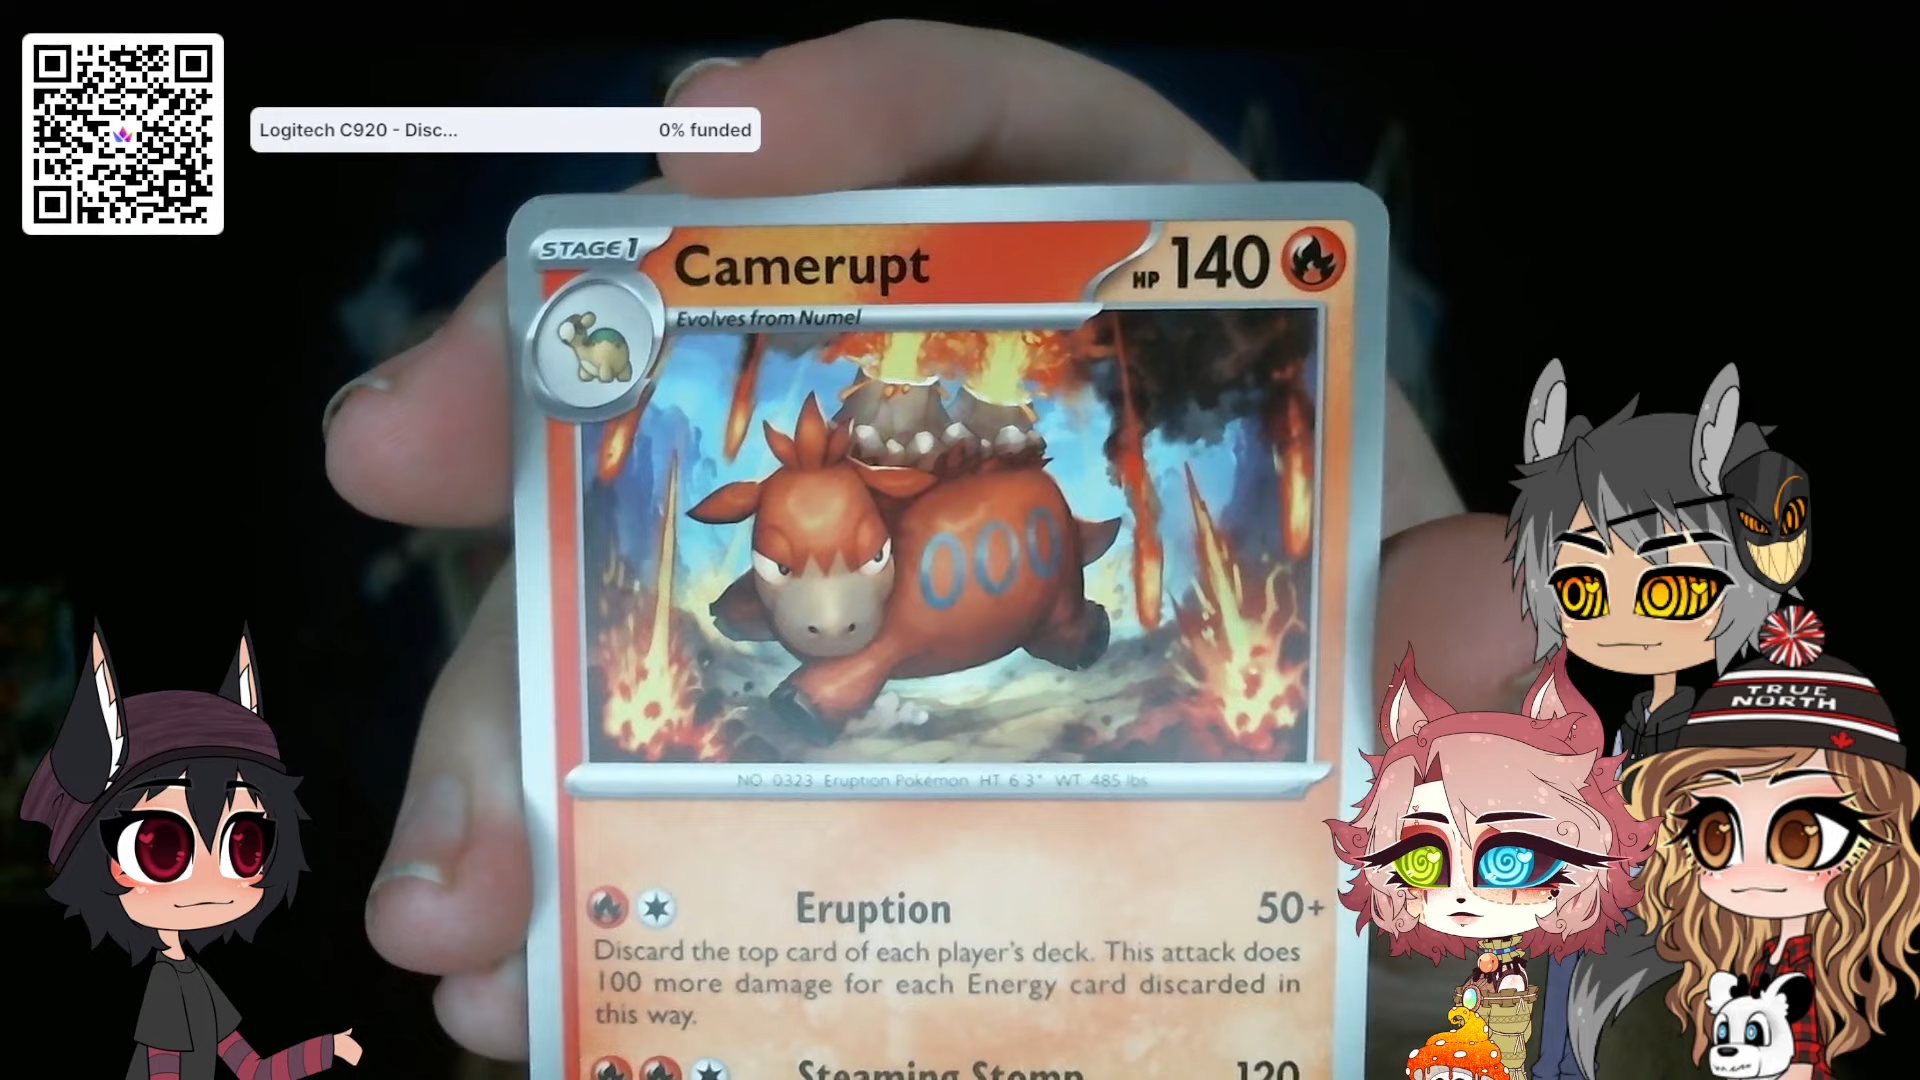 Logitech C920 - Disc... 0% funded
STAGE 1 Camerupt HP 140
Evolves from Numel
NO. 0323 Eruption Pokémon HT: 6'3" WT: 485 lbs
Eruption 50+
Discard the top card of each player's deck. This attack does
100 more damage for each Energy card discarded in
this way.
Steaming Stomp 120
TRUE
NORTH